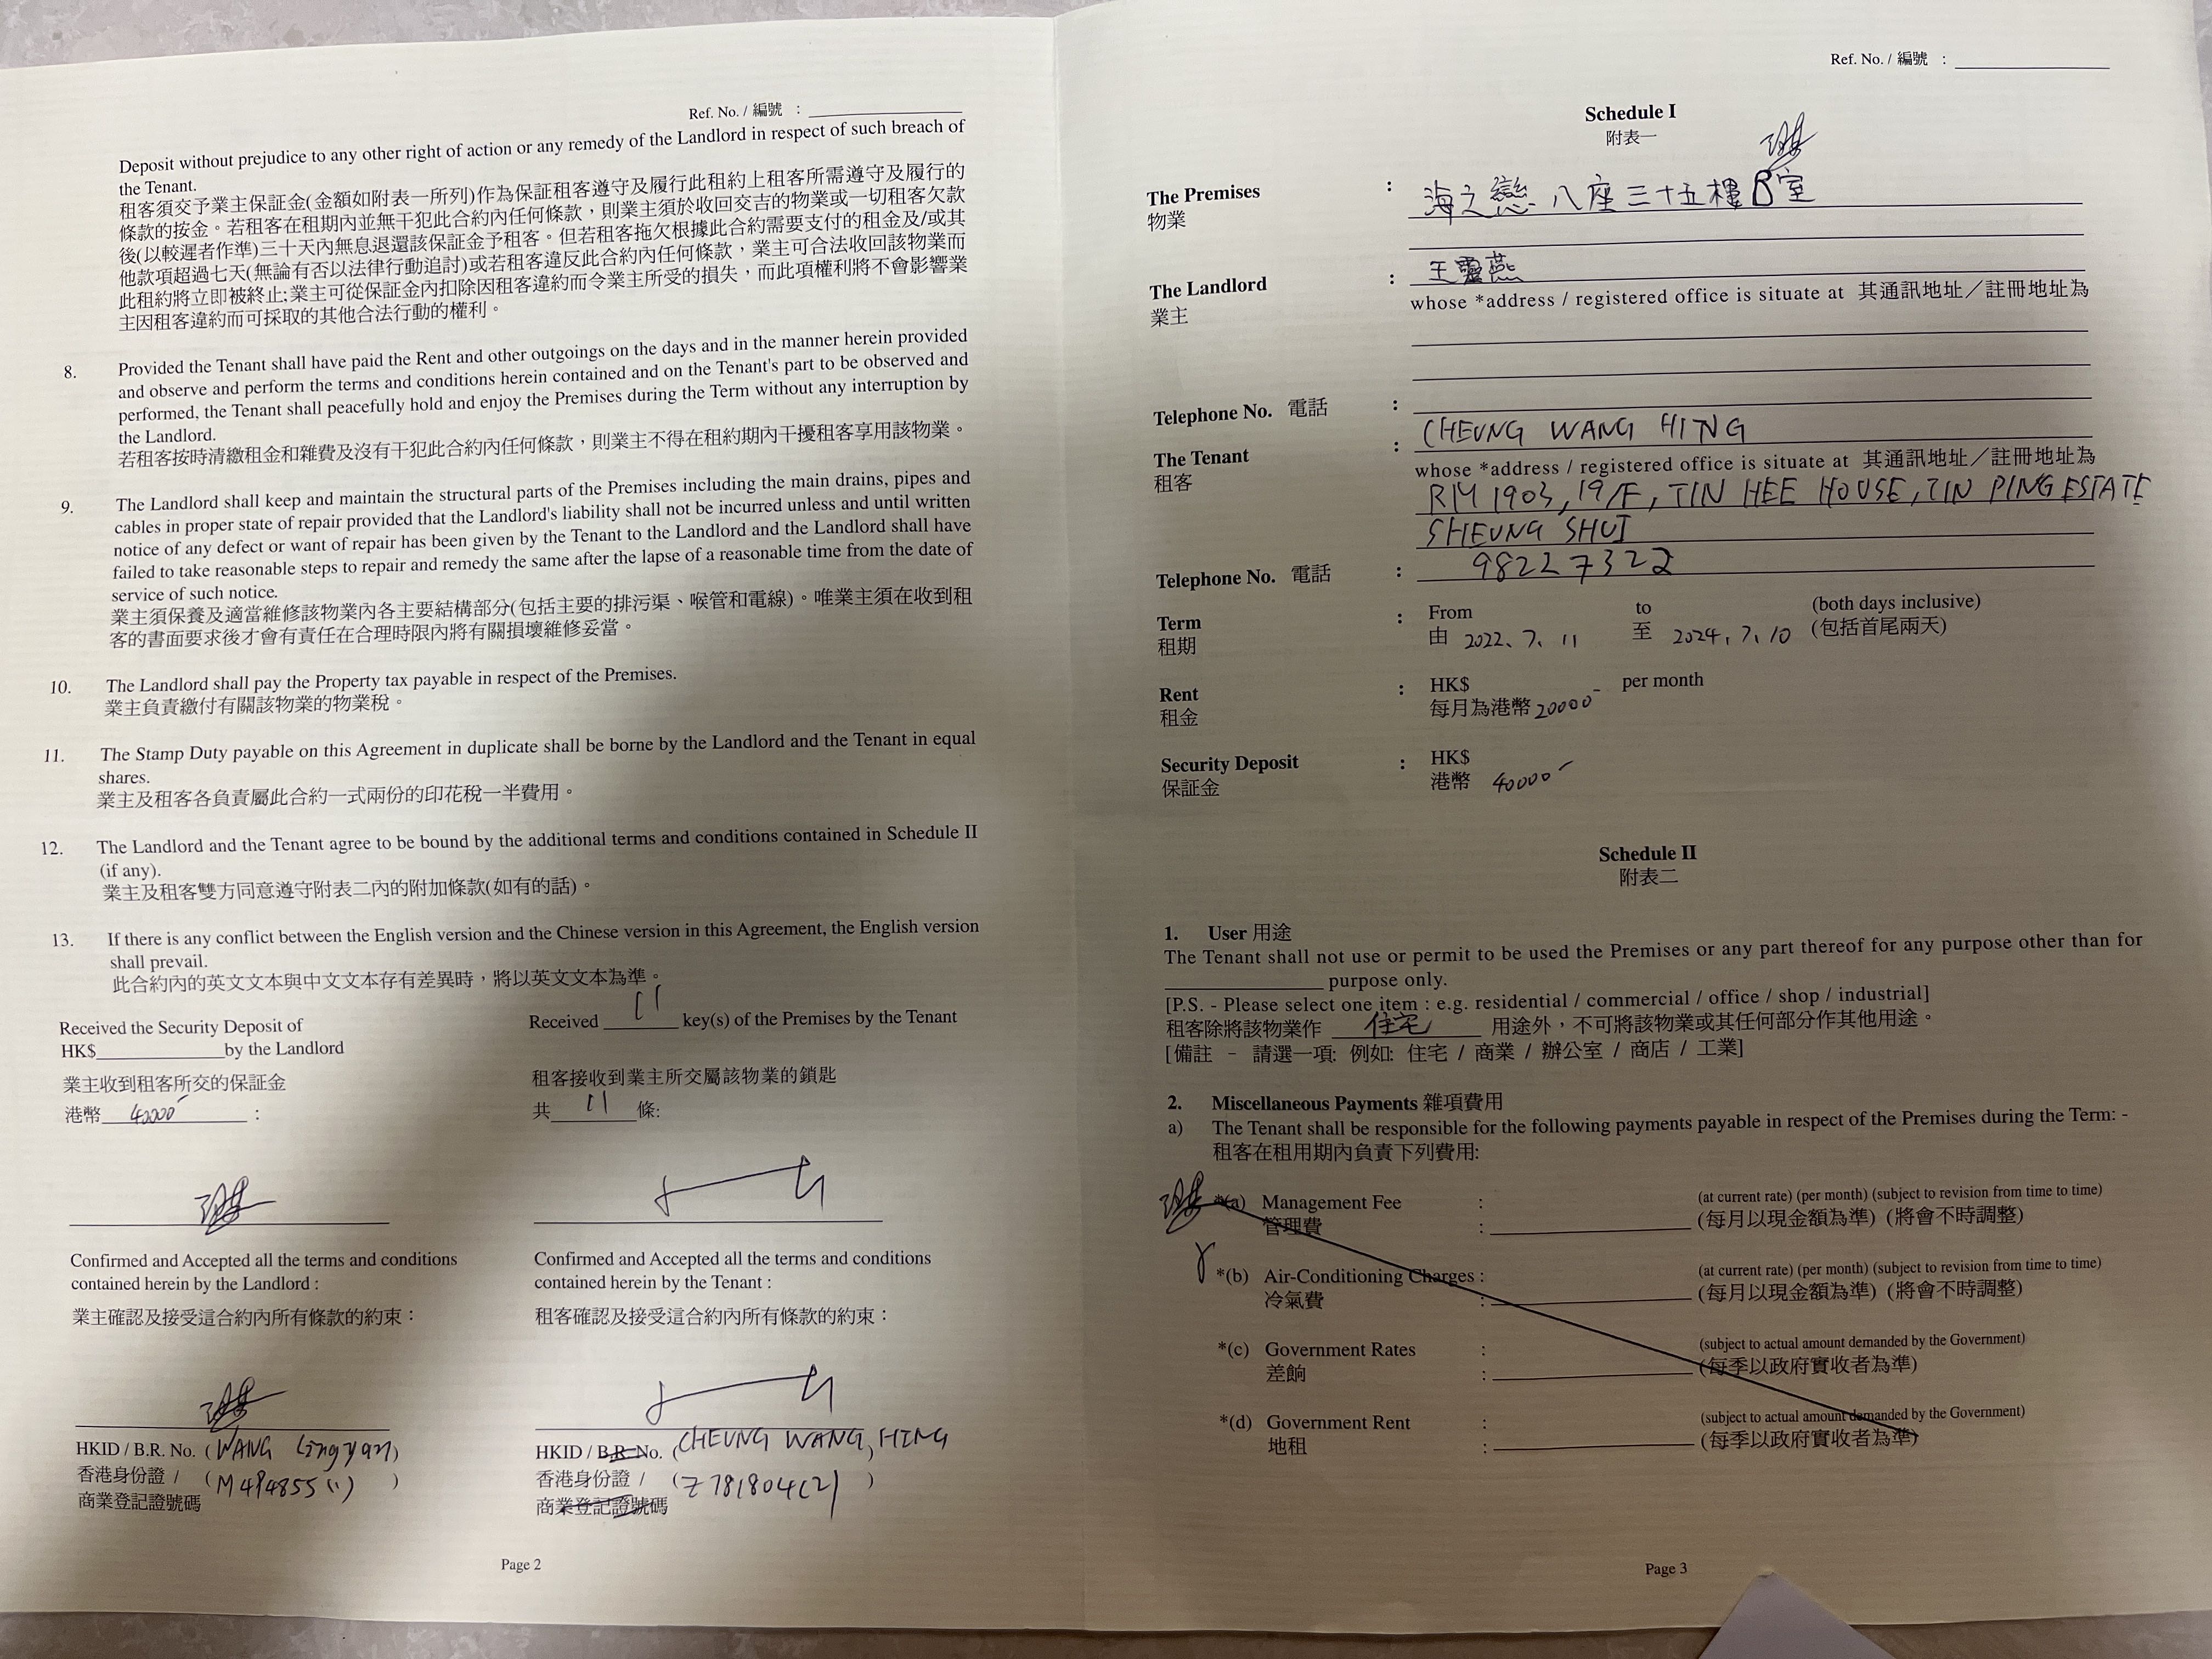 Ref. No. / 編號 :
Deposit without prejudice to any other right of action or any remedy of the Landlord in respect of such breach of
the Tenant.
租客須交予業主保証金(金額如附表一所列)作為保証租客遵守及履行此租約上租客所需遵守及履行的
條款的按金。若租客在租期內並無干犯此合約內任何條款，則業主須於收回交吉的物業或一切租客欠款
後(以較遲者作準)三十天內無息退還該保証金予租客。但若租客拖欠根據此合約需要支付的租金及/或其
他款項超過七天(無論有否以法律行動追討)或若租客違反此合約內任何條款，業主可合法收回該物業而
此租約將立即被終止;業主可從保証金內扣除因租客違約而令業主所受的損失，而此項權利將不會影響業
主因租客違約而可採取的其他合法行動的權利。
8. Provided the Tenant shall have paid the Rent and other outgoings on the days and in the manner herein provided
and observe and perform the terms and conditions herein contained and on the Tenant's part to be observed and
performed, the Tenant shall peacefully hold and enjoy the Premises during the Term without any interruption by
the Landlord.
若租客按時清繳租金和雜費及沒有干犯此合約內任何條款，則業主不得在租約期內干擾租客享用該物業。
9. The Landlord shall keep and maintain the structural parts of the Premises including the main drains, pipes and
cables in proper state of repair provided that the Landlord's liability shall not be incurred unless and until written
notice of any defect or want of repair has been given by the Tenant to the Landlord and the Landlord shall have
failed to take reasonable steps to repair and remedy the same after the lapse of a reasonable time from the date of
service of such notice.
業主須保養及適當維修該物業內各主要結構部分(包括主要的排污渠、喉管和電線)。唯業主須在收到租
客的書面要求後才會有責任在合理時限內將有關損壞維修妥當。
10. The Landlord shall pay the Property tax payable in respect of the Premises.
業主負責繳付有關該物業的物業稅。
11. The Stamp Duty payable on this Agreement in duplicate shall be borne by the Landlord and the Tenant in equal
shares.
業主及租客各負責屬此合約一式兩份的印花稅一半費用。
12. The Landlord and the Tenant agree to be bound by the additional terms and conditions contained in Schedule II
(if any).
業主及租客雙方同意遵守附表二內的附加條款(如有的話)。
13. If there is any conflict between the English version and the Chinese version in this Agreement, the English version
shall prevail.
此合約內的英文文本與中文文本存有差異時，將以英文文本為準。
Received the Security Deposit of
HK$ by the Landlord
業主收到租客所交的保証金
港幣 40000 :
Received 11 key(s) of the Premises by the Tenant
租客接收到業主所交屬該物業的鎖匙
共 11 條:
Confirmed and Accepted all the terms and conditions
contained herein by the Landlord :
業主確認及接受這合約內所有條款的約束：
HKID / B.R. No. (WANG Lingyan)
香港身份證 / (M494855(1))
商業登記證號碼
Confirmed and Accepted all the terms and conditions
contained herein by the Tenant :
租客確認及接受這合約內所有條款的約束：
HKID / B.R. No. (CHEUNG WANG HING)
香港身份證 / (Z781804(2))
商業登記證號碼
Page 2
Ref. No. / 編號 :
Schedule I
附表一
The Premises : 海之戀 八座三十五樓B室
物業
The Landlord : 王靈燕
業主
whose *address / registered office is situate at 其通訊地址／註冊地址為
Telephone No. 電話 :
The Tenant : CHEUNG WANG HING
租客
whose *address / registered office is situate at 其通訊地址／註冊地址為
RM 1903, 19/F, TIN HEE HOUSE, TIN PING ESTATE
SHEUNG SHUI
Telephone No. 電話 : 98227322
Term : From to (both days inclusive)
租期 由 2022.7.11 至 2024.7.10 (包括首尾兩天)
Rent : HK$ per month
租金 每月為港幣 20000-
Security Deposit : HK$
保証金 港幣 40000-
Schedule II
附表二
1. User 用途
The Tenant shall not use or permit to be used the Premises or any part thereof for any purpose other than for
purpose only.
[P.S. - Please select one item : e.g. residential / commercial / office / shop / industrial]
租客除將該物業作 住宅 用途外，不可將該物業或其任何部分作其他用途。
[備註 - 請選一項: 例如: 住宅 / 商業 / 辦公室 / 商店 / 工業]
2. Miscellaneous Payments 雜項費用
a) The Tenant shall be responsible for the following payments payable in respect of the Premises during the Term: -
租客在租用期內負責下列費用:
*(a) Management Fee : (at current rate) (per month) (subject to revision from time to time)
管理費 : (每月以現金額為準) (將會不時調整)
*(b) Air-Conditioning Charges : (at current rate) (per month) (subject to revision from time to time)
冷氣費 : (每月以現金額為準) (將會不時調整)
*(c) Government Rates : (subject to actual amount demanded by the Government)
差餉 : (每季以政府實收者為準)
*(d) Government Rent : (subject to actual amount demanded by the Government)
地租 : (每季以政府實收者為準)
Page 3